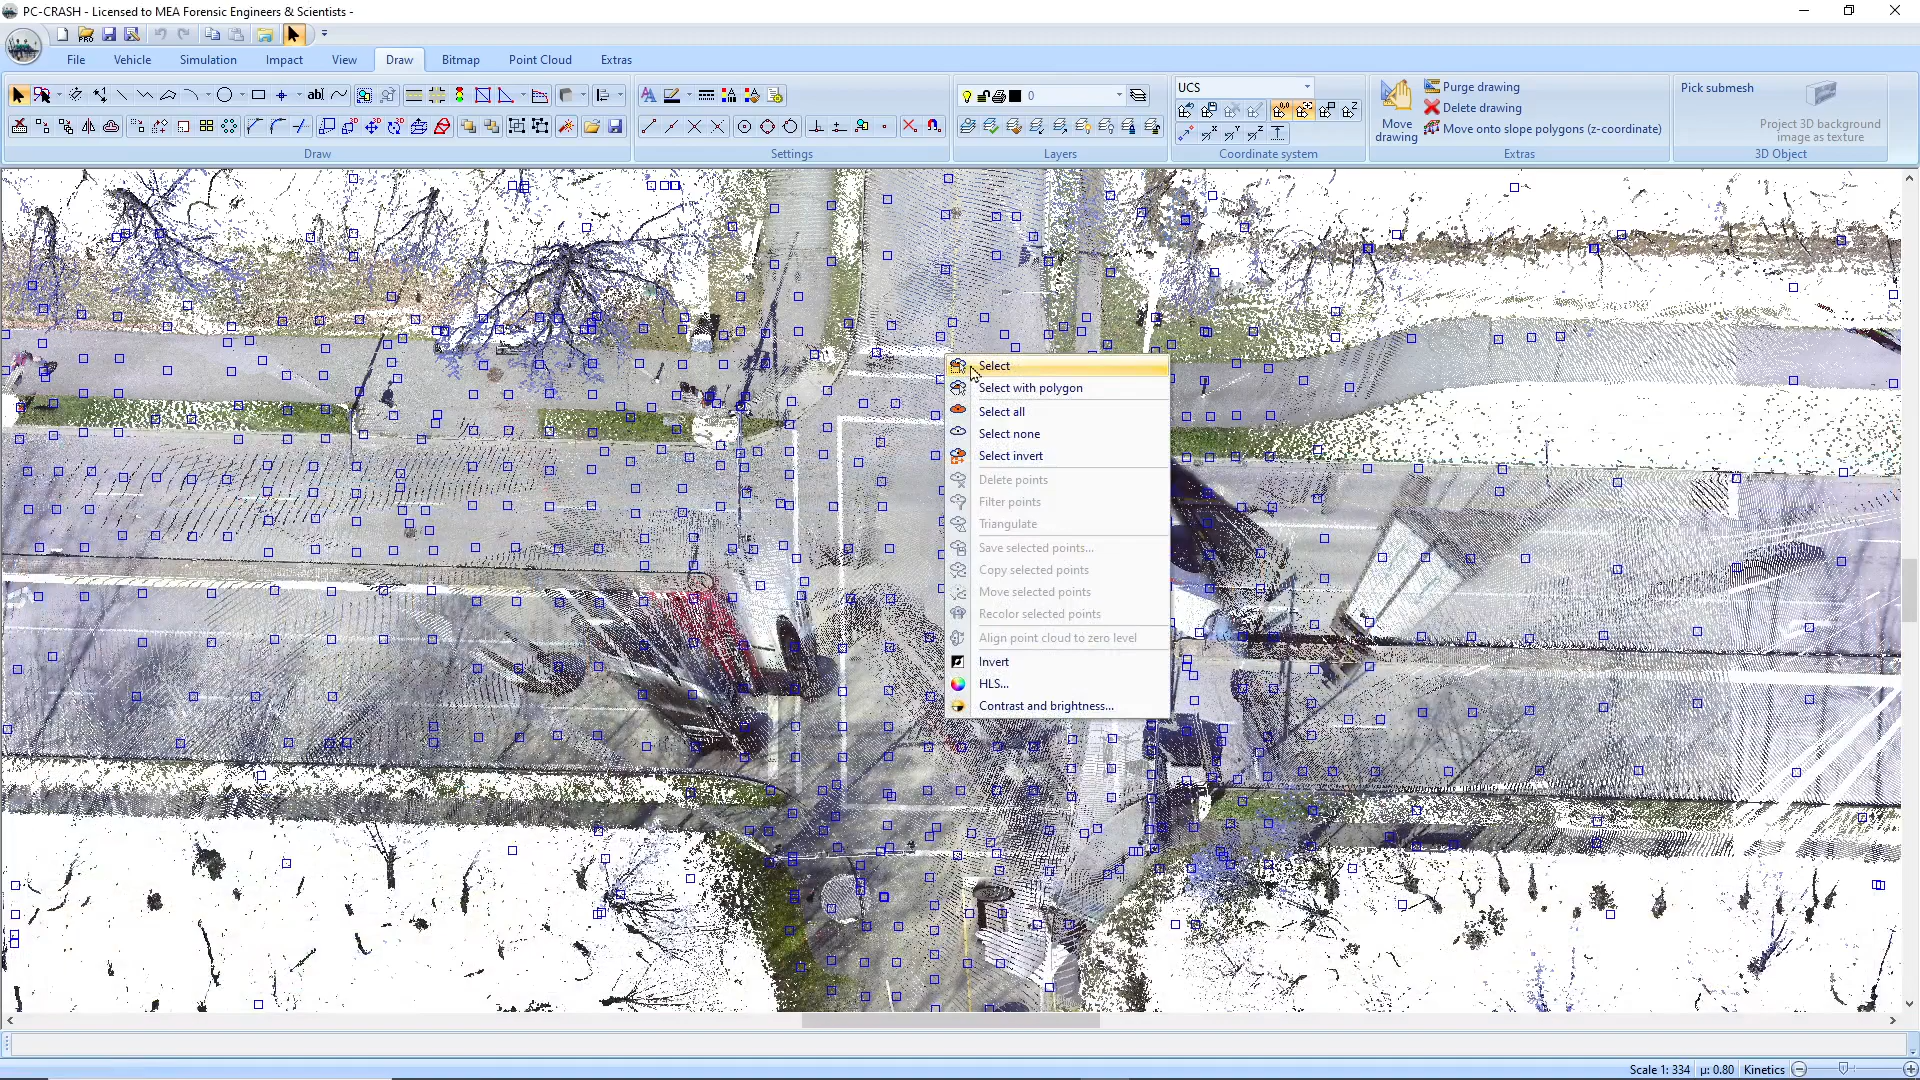 PC-CRASH - Licensed to MEA Forensic Engineers & Scientists -
File Vehicle Simulation Impact View Draw Bitmap Point Cloud Extras
0
UCS
Move drawing
Purge drawing
Delete drawing
Move onto slope polygons (z-coordinate)
Pick submesh
Project 3D background
image as texture
Draw Settings Layers Coordinate system Extras 3D Object
Select
Select with polygon
Select all
Select none
Select invert
Delete points
Filter points
Triangulate
Save selected points...
Copy selected points
Move selected points
Recolor selected points
Align point cloud to zero level
Invert
HLS...
Contrast and brightness...
Scale 1: 334 µ: 0.80 Kinetics